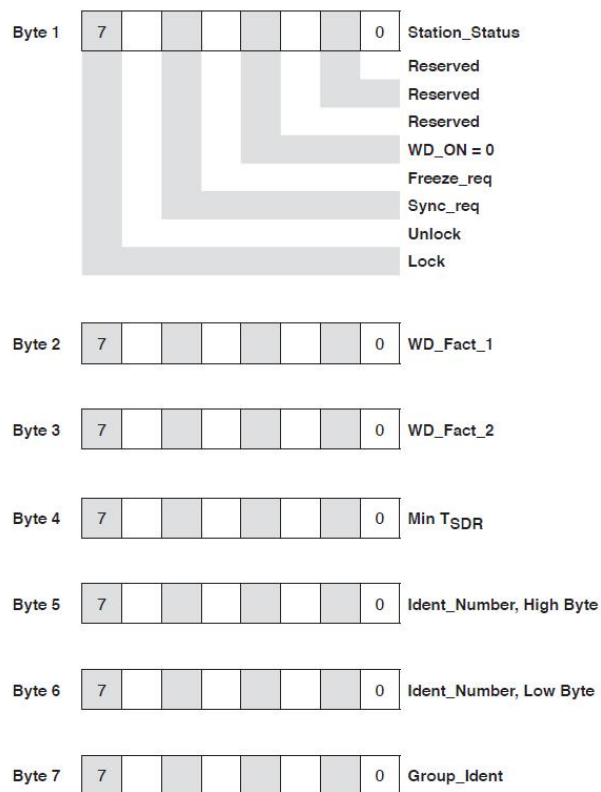 Byte 1 7 0 Station_Status
Reserved
Reserved
Reserved
WD_ON = 0
Freeze_req
Sync_req
Unlock
Lock
Byte 2 7 0 WD_Fact_1
Byte 3 7 0 WD_Fact_2
Byte 4 7 0 Min TSDR
Byte 5 7 0 Ident_Number, High Byte
Byte 6 7 0 Ident_Number, Low Byte
Byte 7 7 0 Group_Ident